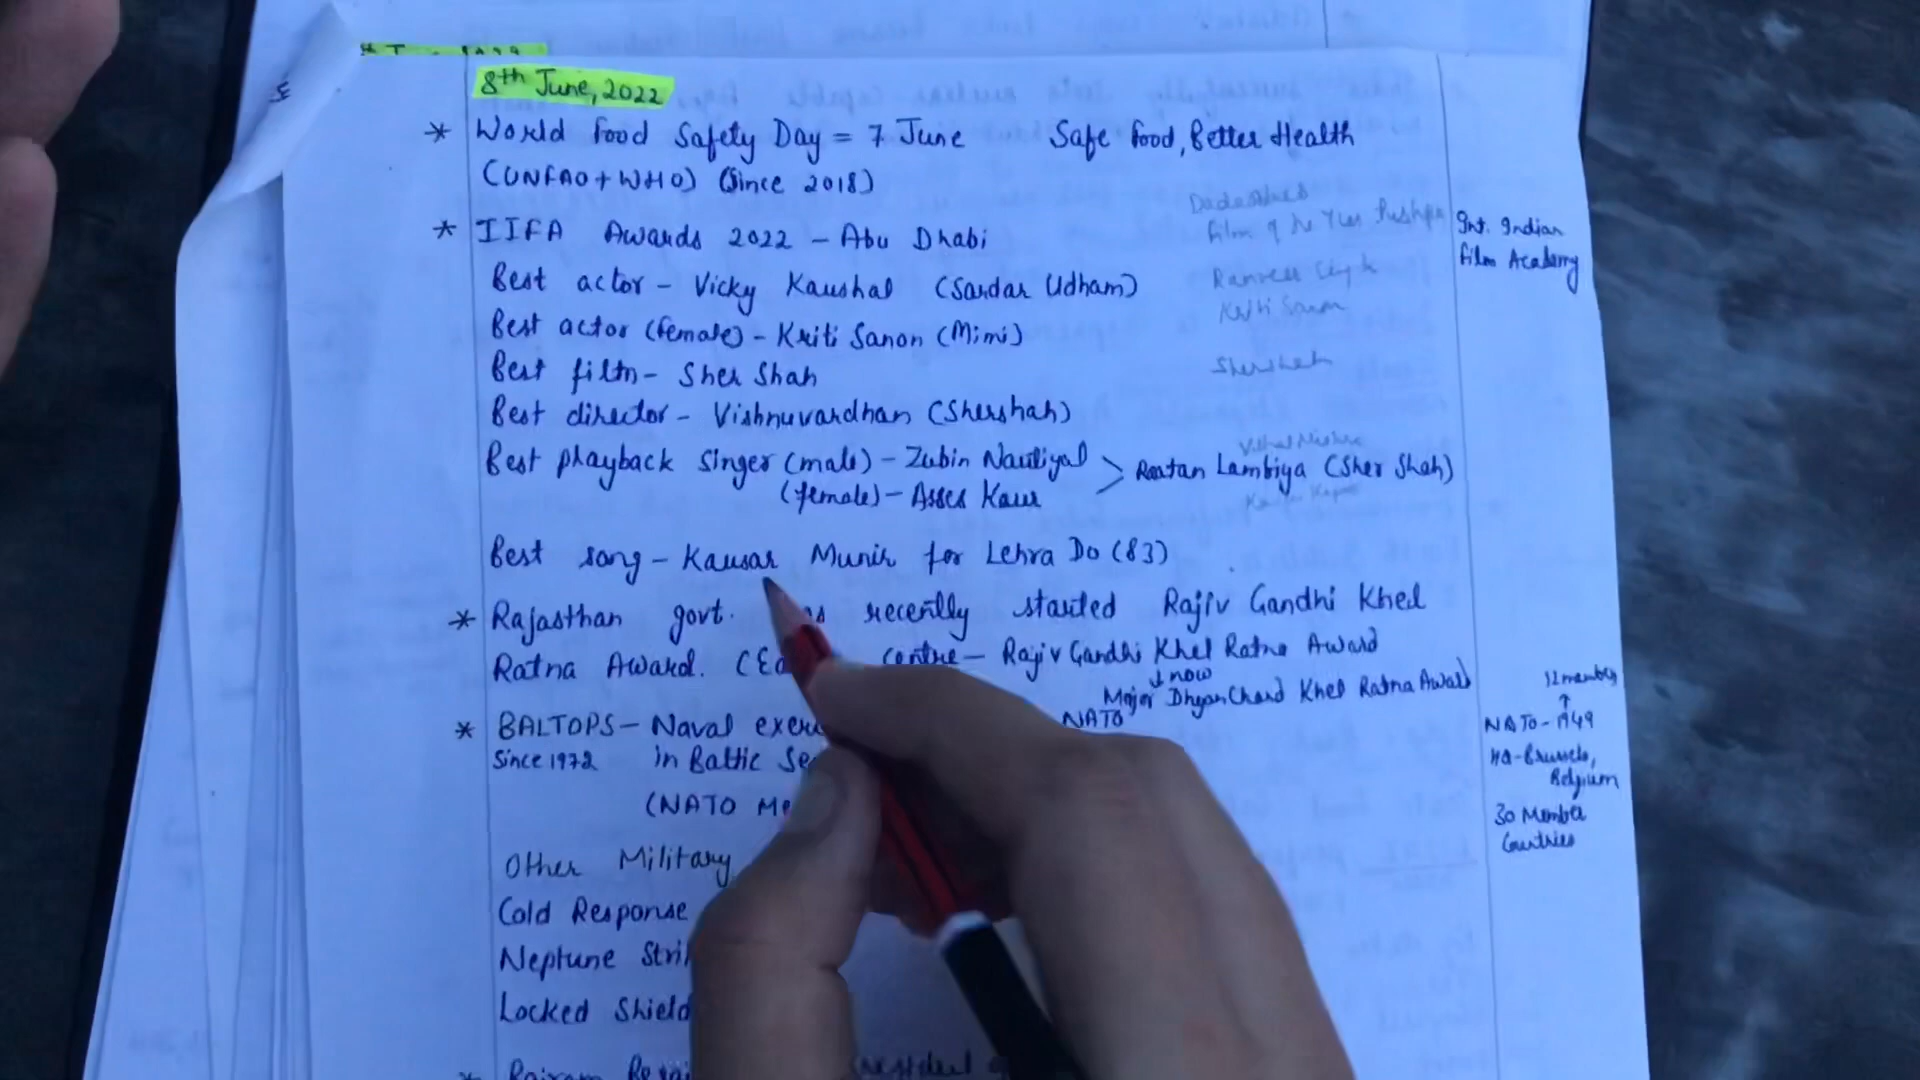 8th June, 2022
* World Food Safety Day = 7 June Safe Food, Better Health
(UNFAO + WHO) (Since 2018)
* IIFA Awards 2022 - Abu Dhabi
Int. Indian
Film Academy
Best actor - Vicky Kaushal (Sardar Udham)
Best actor (female) - Kriti Sanon (Mimi)
Kriti Sanon
Best film - Sher Shah
Shershah
Best director - Vishnuvardhan (Shershah)
Best playback singer (male) - Zubin Nautiyal
(female) - Asees Kaur
> Raatan Lambiya (Sher Shah)
Best song - Kausar Munir for Lehra Do (83)
* Rajasthan govt. recently started Rajiv Gandhi Khel
Ratna Award. centre - Rajiv Gandhi Khel Ratna Award
↓ now
Major Dhyan Chand Khel Ratna Award
* BALTOPS - Naval NATO
Since 1972 in Baltic
(NATO
12 members
↑
NATO - 1949
HQ - Brussels,
Belgium
30 Member
Countries
Other Military
Cold Response
Neptune
Locked Shield